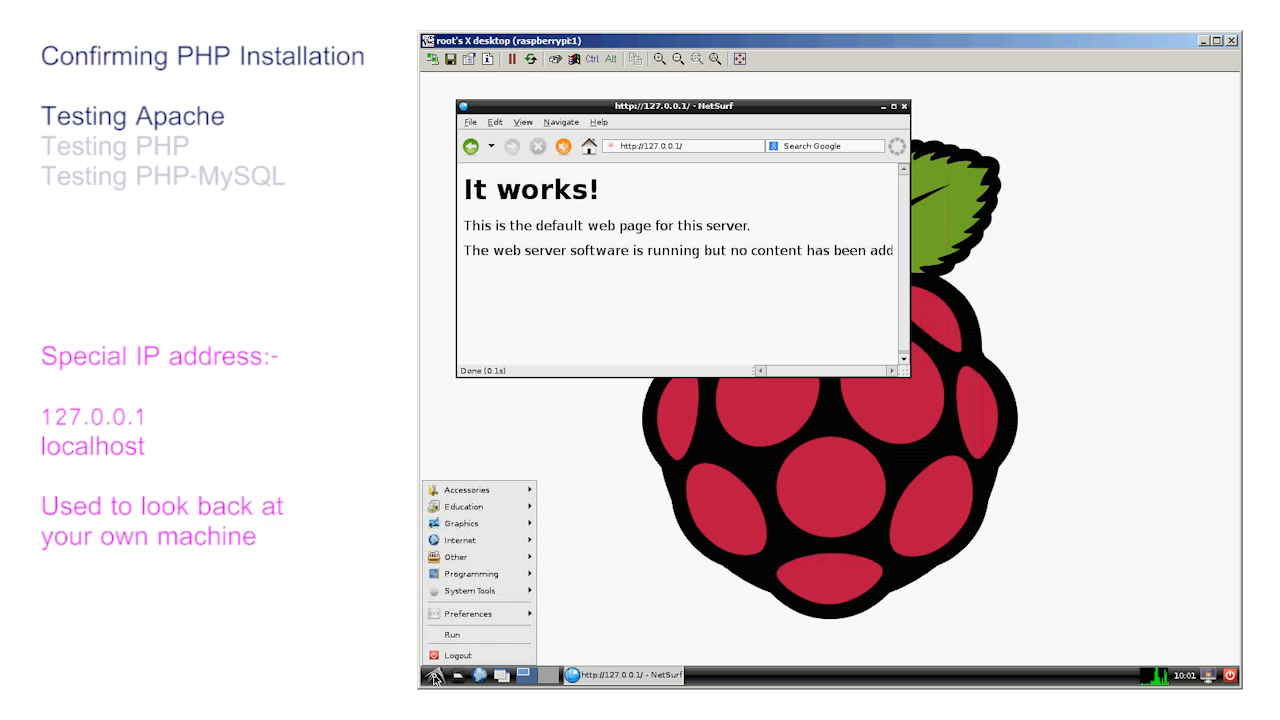 Confirming PHP Installation
Testing Apache
Testing PHP
Testing PHP-MySQL
Special IP address:-
127.0.0.1
localhost
Used to look back at
your own machine
root's X desktop (raspberrypi:1)
Ctrl Alt
http://127.0.0.1/ - NetSurf
File Edit View Navigate Help
http://127.0.0.1/ Search Google
It works!
This is the default web page for this server.
The web server software is running but no content has been add
Done (0.1s)
Accessories
Education
Graphics
Internet
Other
Programming
System Tools
Preferences
Run
Logout
http://127.0.0.1/ - NetSurf 10:01